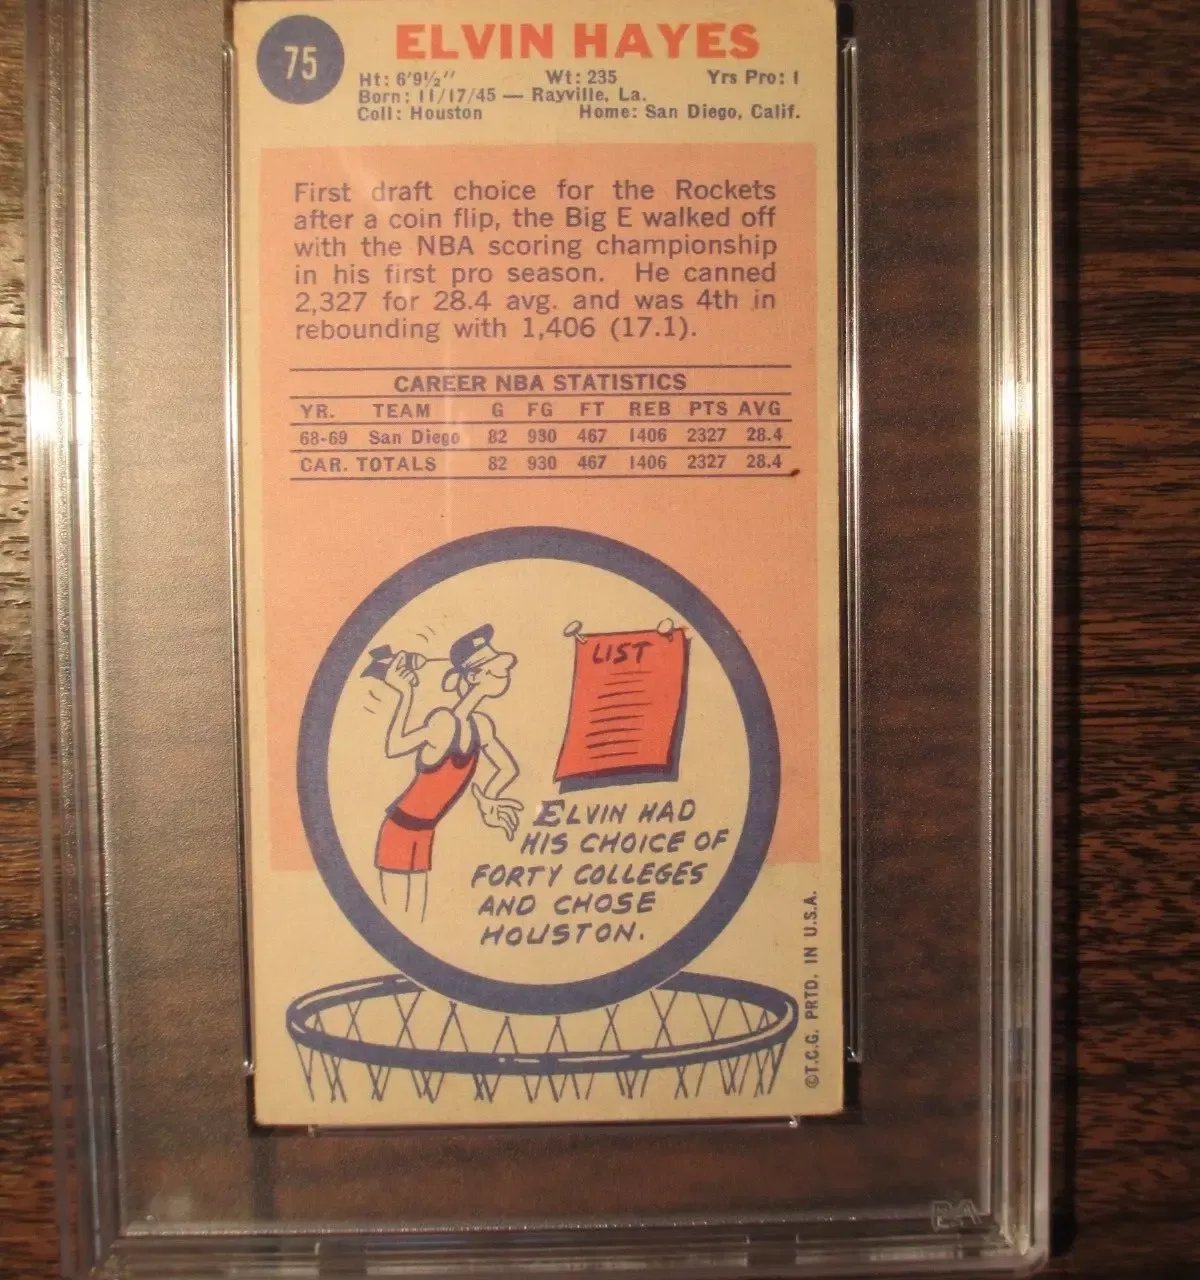 75
ELVIN HAYES
Ht: 6'9½" Wt: 235 Yrs Pro: 1
Born: 11/17/45 — Rayville, La.
Coll: Houston Home: San Diego, Calif.
First draft choice for the Rockets
after a coin flip, the Big E walked off
with the NBA scoring championship
in his first pro season. He canned
2,327 for 28.4 avg. and was 4th in
rebounding with 1,406 (17.1).
CAREER NBA STATISTICS
YR. TEAM G FG FT REB PTS AVG
68-69 San Diego 82 930 467 1406 2327 28.4
CAR. TOTALS 82 930 467 1406 2327 28.4
LIST
ELVIN HAD
HIS CHOICE OF
FORTY COLLEGES
AND CHOSE
HOUSTON.
©T.C.G. PRTD. IN U.S.A.